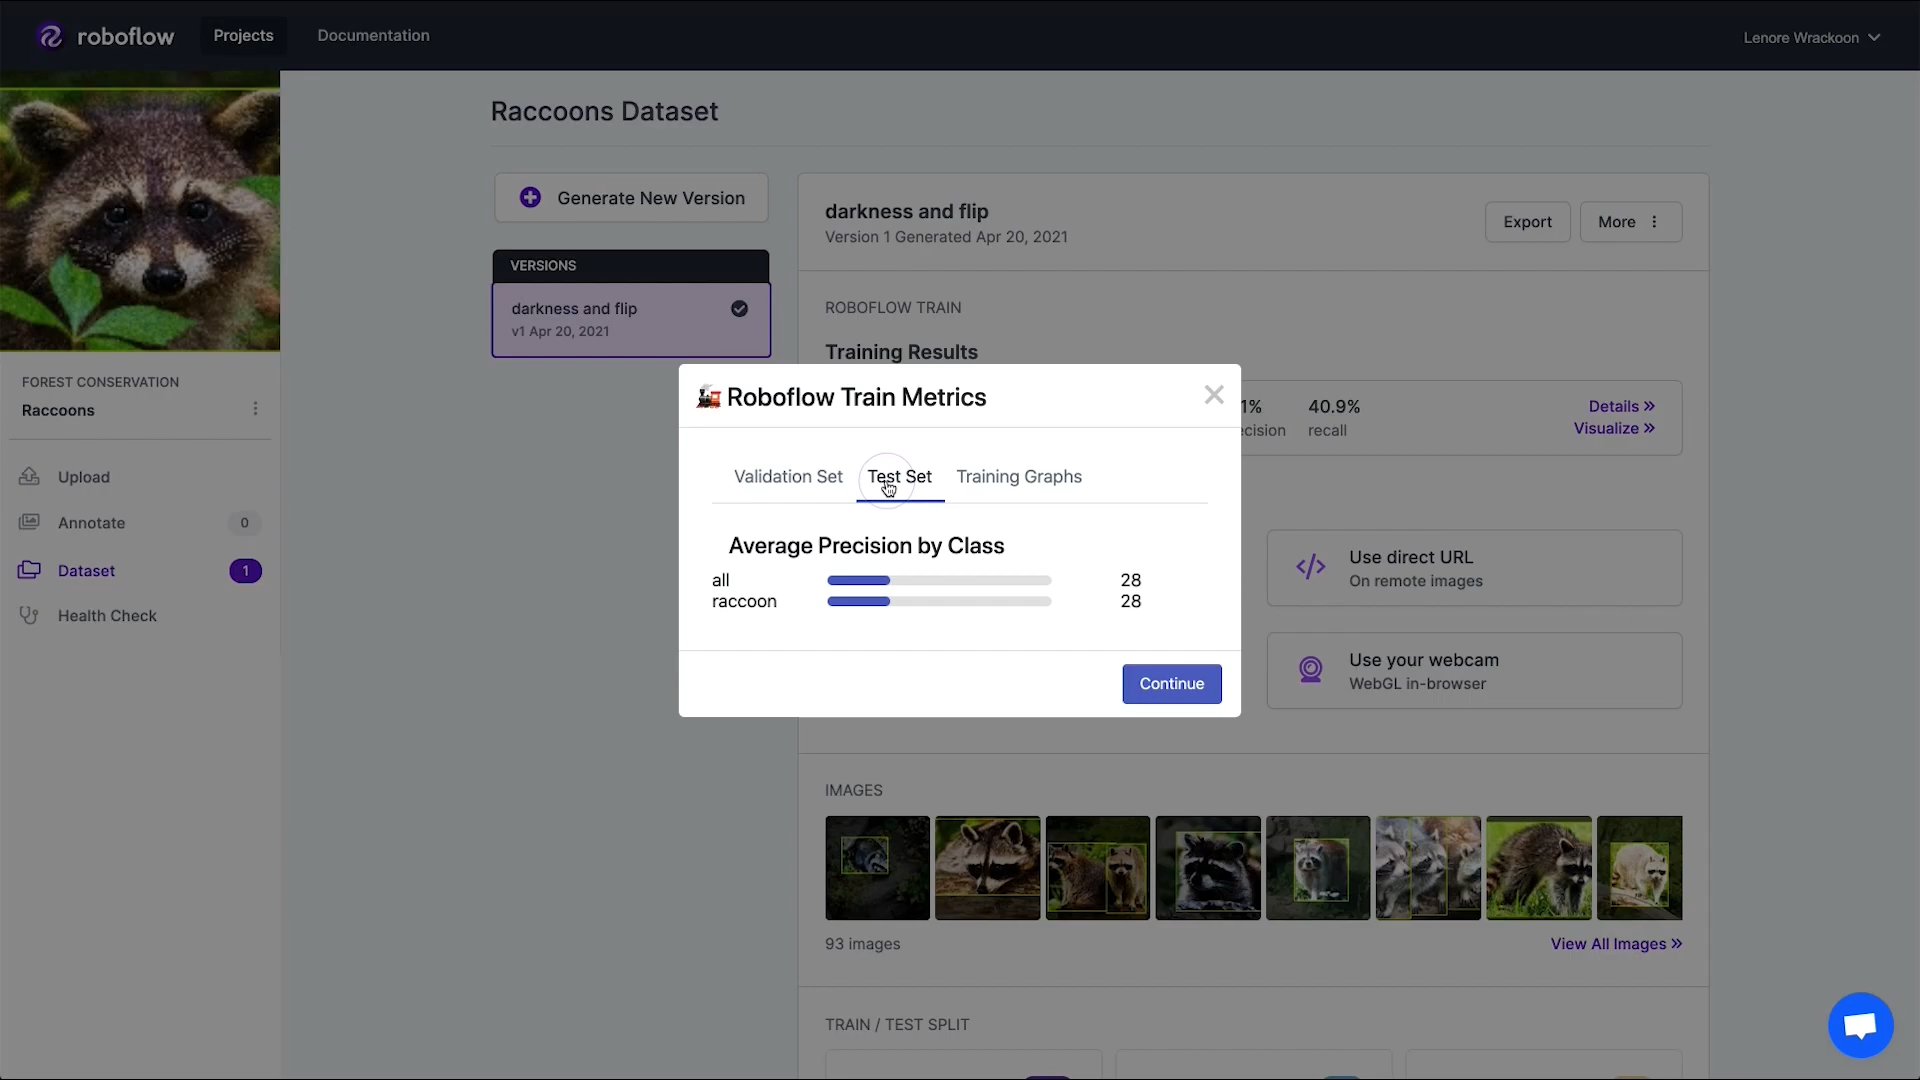 roboflow
Projects
Documentation
Lenore Wrackoon
Raccoons Dataset
Generate New Version
VERSIONS
darkness and flip
v1 Apr 20, 2021
darkness and flip
Version 1 Generated Apr 20, 2021
Export
More
ROBOFLOW TRAIN
Training Results
1%
ecision
40.9%
recall
Details »
Visualize »
FOREST CONSERVATION
Raccoons
Upload
Annotate
0
Dataset
1
Health Check
Roboflow Train Metrics
Validation Set
Test Set
Training Graphs
Average Precision by Class
all
28
raccoon
28
Continue
Use direct URL
On remote images
Use your webcam
WebGL in-browser
IMAGES
93 images
View All Images »
TRAIN / TEST SPLIT